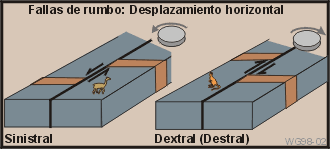 Fallas de rumbo: Desplazamiento horizontal
Sinistral
Dextral (Destral)
WG98-02